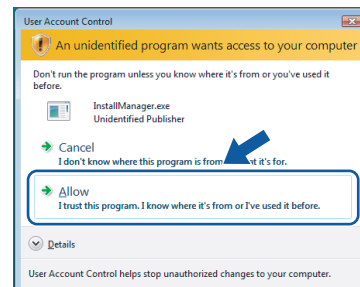 User Account Control
An unidentified program wants access to your computer
Don't run the program unless you know where it's from or you've used it
before.
InstallManager.exe
Unidentified Publisher
Cancel
I don't know where this program is from it's for.
Allow
I trust this program. I know where it's from or I've used it before.
Details
User Account Control helps stop unauthorized changes to your computer.